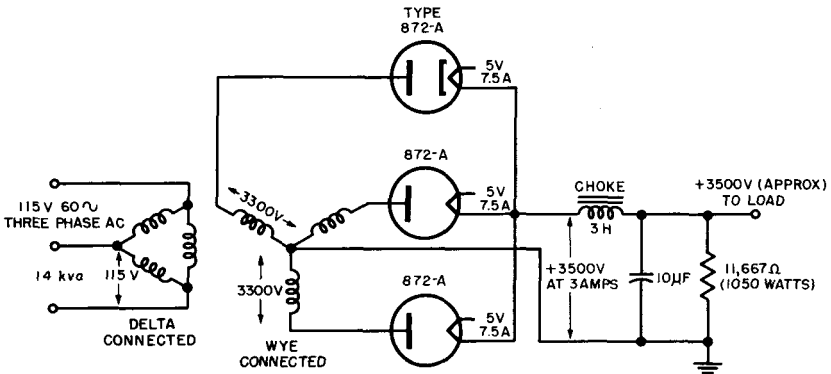 TYPE
872-A
5V
7.5A
872-A
5V
7.5A
872-A
5V
7.5A
115V 60~
THREE PHASE AC
14 kva
115V
DELTA
CONNECTED
3300V
3300V
WYE
CONNECTED
CHOKE
3H
+3500V
AT 3AMPS
10µF
+3500V (APPROX)
TO LOAD
11,667Ω
(1050 WATTS)